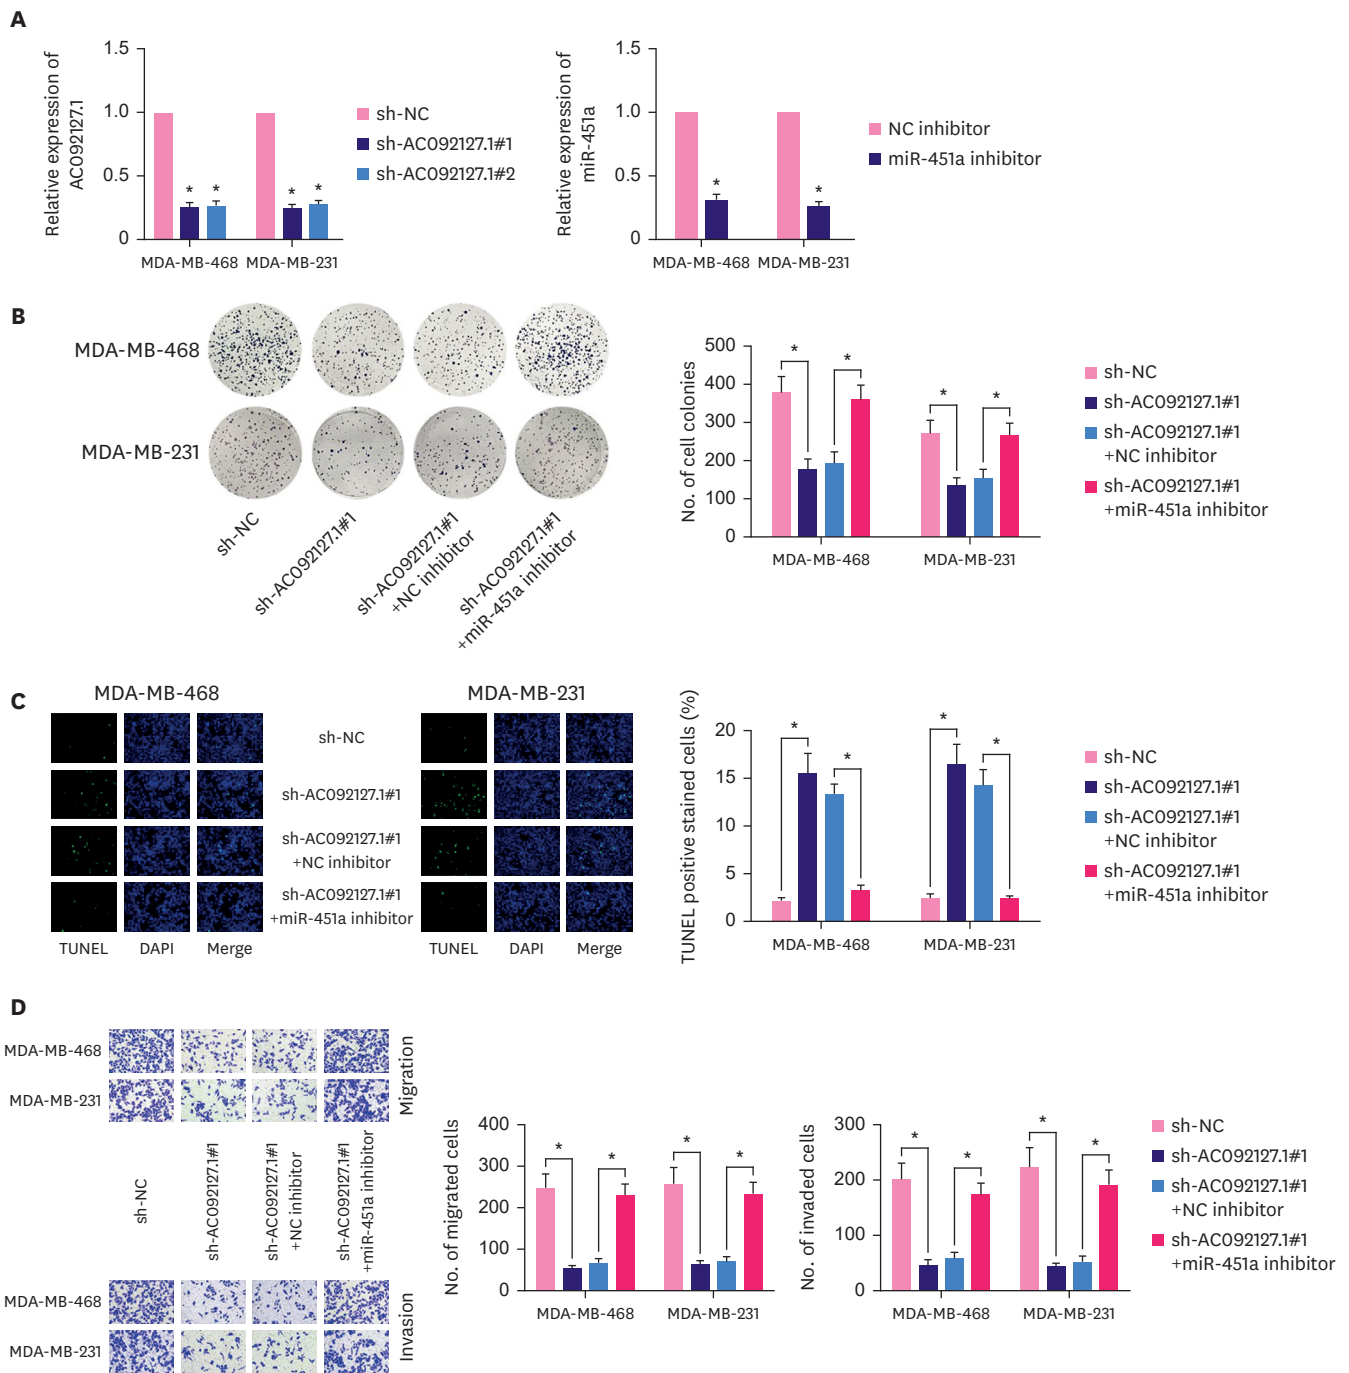 A
Relative expression of
AC092127.1
1.5
1.0
0.5
0
*
*
*
*
MDA-MB-468
MDA-MB-231
sh-NC
sh-AC092127.1#1
sh-AC092127.1#2
Relative expression of
miR-451a
1.5
1.0
0.5
0
*
*
MDA-MB-468
MDA-MB-231
NC inhibitor
miR-451a inhibitor
B
MDA-MB-468
MDA-MB-231
sh-NC
sh-AC092127.1#1
sh-AC092127.1#1
+NC inhibitor
sh-AC092127.1#1
+miR-451a inhibitor
No. of cell colonies
500
400
300
200
100
0
*
*
*
*
MDA-MB-468
MDA-MB-231
sh-NC
sh-AC092127.1#1
sh-AC092127.1#1
+NC inhibitor
sh-AC092127.1#1
+miR-451a inhibitor
C
MDA-MB-468
MDA-MB-231
sh-NC
sh-AC092127.1#1
sh-AC092127.1#1
+NC inhibitor
sh-AC092127.1#1
+miR-451a inhibitor
TUNEL
DAPI
Merge
TUNEL
DAPI
Merge
TUNEL positive stained cells (%)
20
15
10
5
0
*
*
*
*
MDA-MB-468
MDA-MB-231
sh-NC
sh-AC092127.1#1
sh-AC092127.1#1
+NC inhibitor
sh-AC092127.1#1
+miR-451a inhibitor
D
MDA-MB-468
MDA-MB-231
Migration
sh-NC
sh-AC092127.1#1
sh-AC092127.1#1
+NC inhibitor
sh-AC092127.1#1
+miR-451a inhibitor
MDA-MB-468
MDA-MB-231
Invasion
No. of migrated cells
400
300
200
100
0
*
*
*
*
MDA-MB-468
MDA-MB-231
No. of invaded cells
300
200
100
0
*
*
*
*
MDA-MB-468
MDA-MB-231
sh-NC
sh-AC092127.1#1
sh-AC092127.1#1
+NC inhibitor
sh-AC092127.1#1
+miR-451a inhibitor